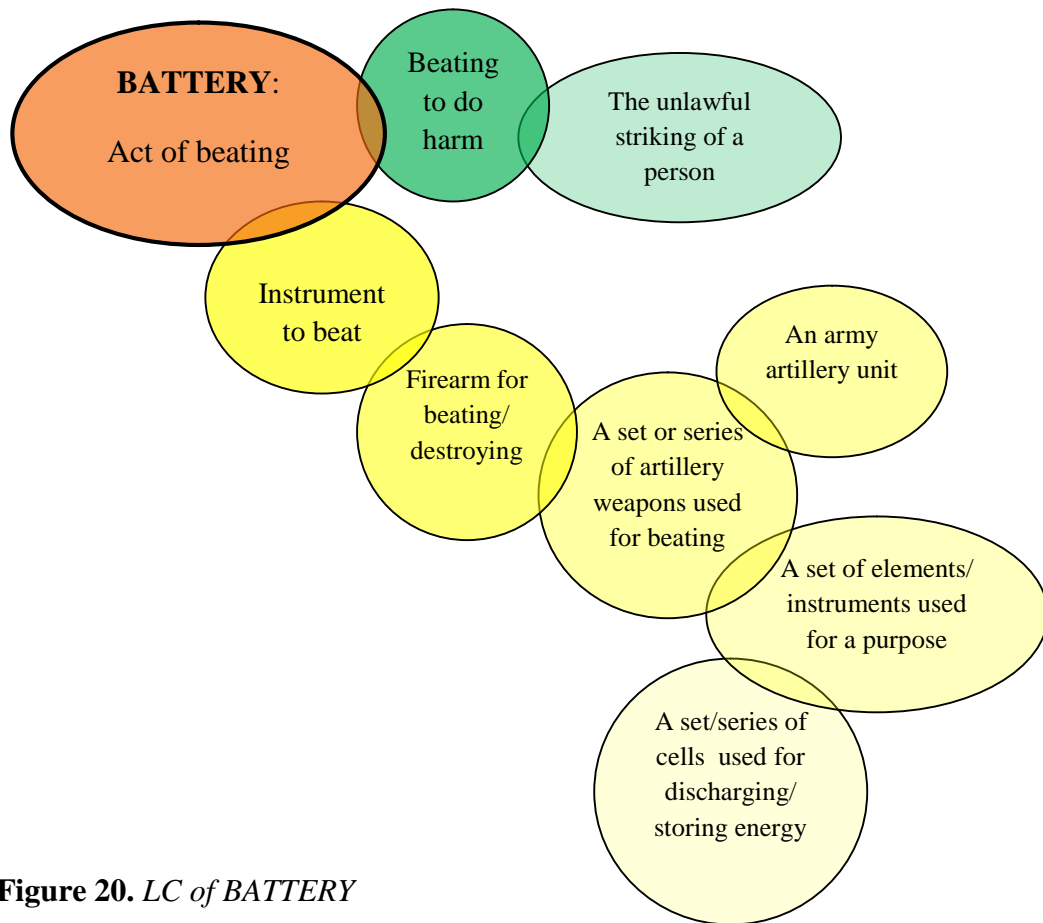 BATTERY:
Act of beating
Beating
to do
harm
The unlawful
striking of a
person
Instrument
to beat
Firearm for
beating/
destroying
A set or series
of artillery
weapons used
for beating
An army
artillery unit
A set of elements/
instruments used
for a purpose
A set/series of
cells used for
discharging/
storing energy
Figure 20. LC of BATTERY